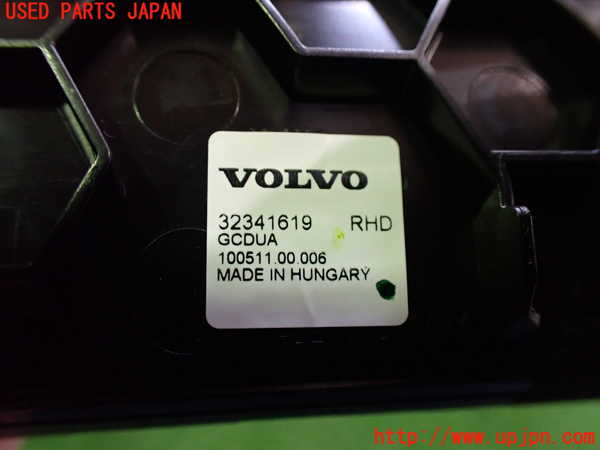 USED PARTS JAPAN
VOLVO
32341619 RHD
GCDUA
100511.00.006
MADE IN HUNGARY
http://www.upjpn.com/